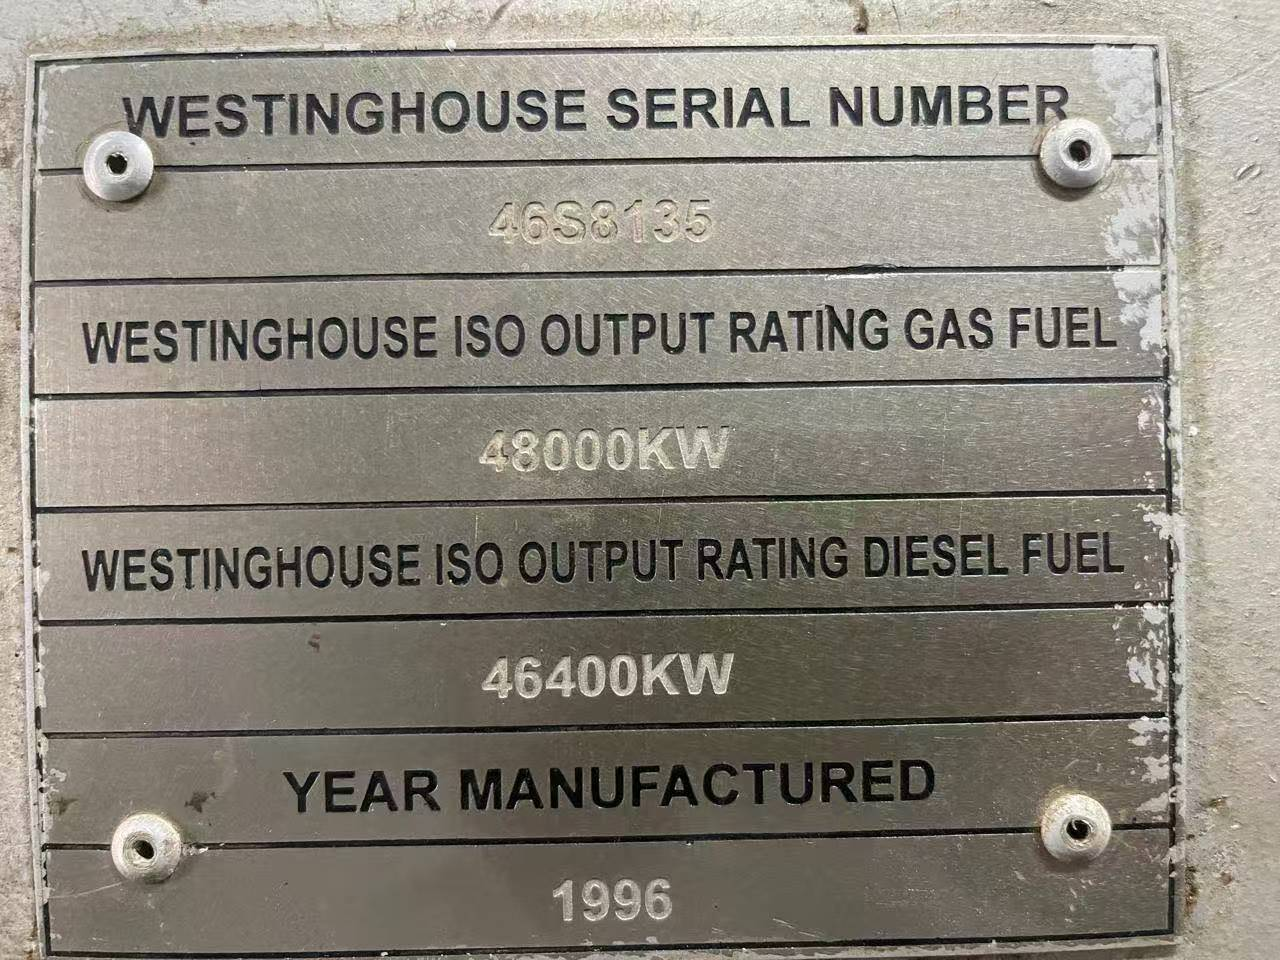 WESTINGHOUSE SERIAL NUMBER
46S8135
WESTINGHOUSE ISO OUTPUT RATING GAS FUEL
48000KW
WESTINGHOUSE ISO OUTPUT RATING DIESEL FUEL
46400KW
YEAR MANUFACTURED
1996